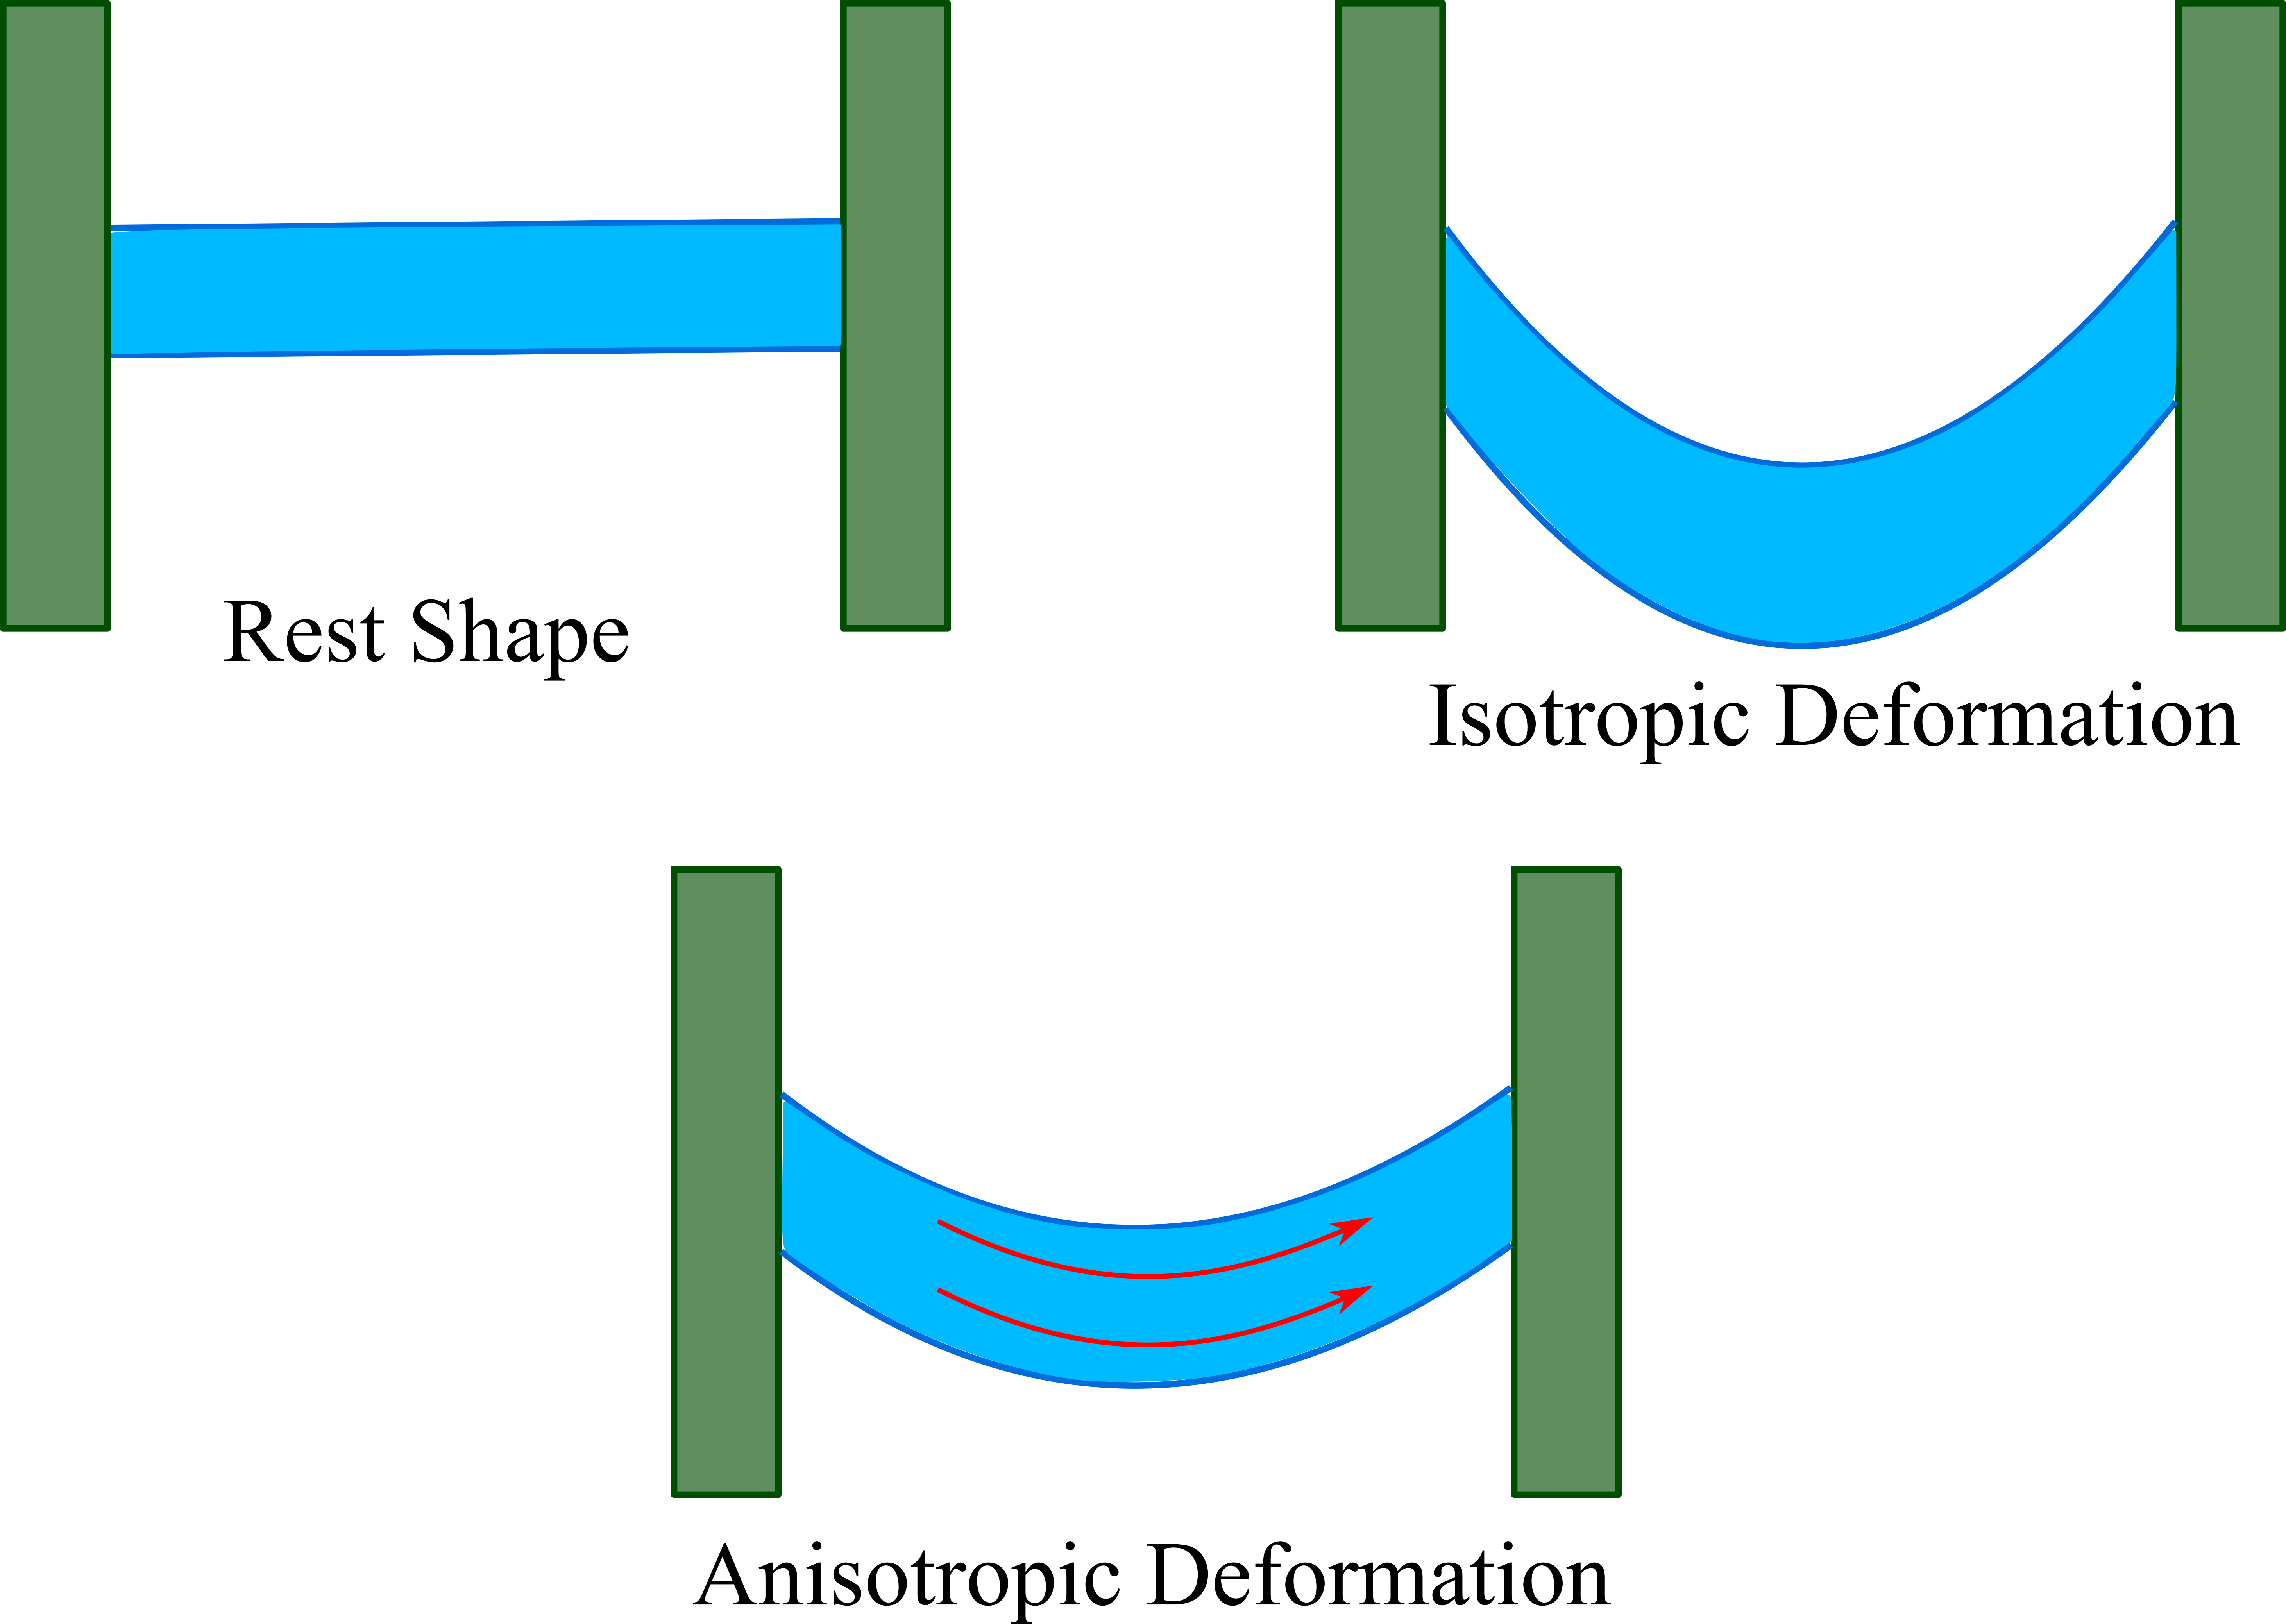 Rest Shape
Isotropic Deformation
Anisotropic Deformation